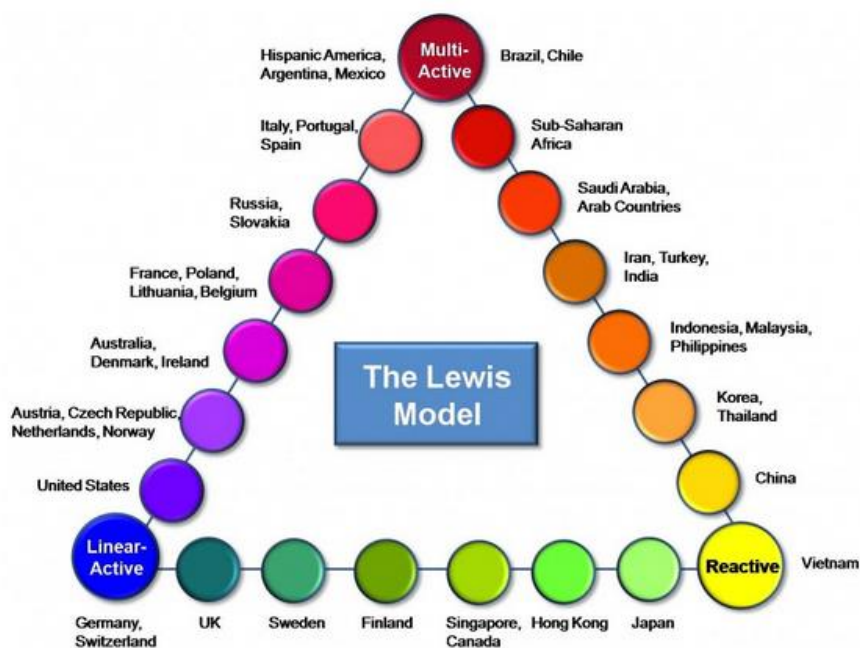 Hispanic America,
Argentina, Mexico
Multi-
Active
Brazil, Chile
Italy, Portugal,
Spain
Sub-Saharan
Africa
Russia,
Slovakia
Saudi Arabia,
Arab Countries
France, Poland,
Lithuania, Belgium
Iran, Turkey,
India
Australia,
Denmark, Ireland
Indonesia, Malaysia,
Philippines
The Lewis
Model
Austria, Czech Republic,
Netherlands, Norway
Korea,
Thailand
United States
China
Linear-
Active
Reactive
Vietnam
Germany,
Switzerland
UK
Sweden
Finland
Singapore,
Canada
Hong Kong
Japan